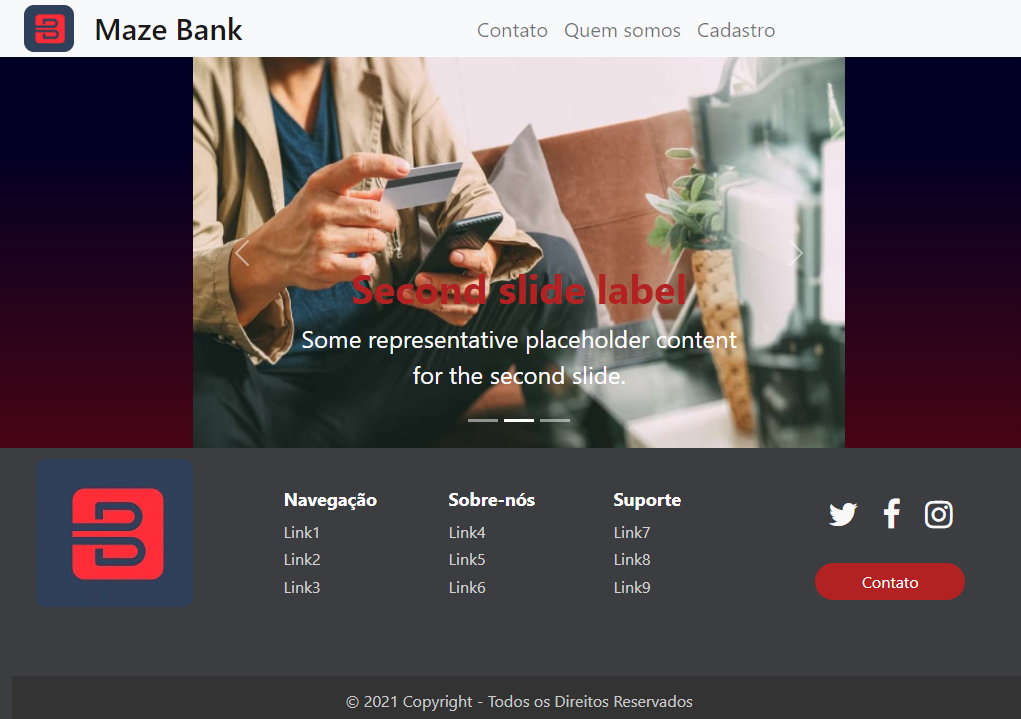 Maze Bank
Contato Quem somos Cadastro
Second slide label
Some representative placeholder content
for the second slide.
Navegação
Link1
Link2
Link3
Sobre-nós
Link4
Link5
Link6
Suporte
Link7
Link8
Link9
Contato
© 2021 Copyright - Todos os Direitos Reservados